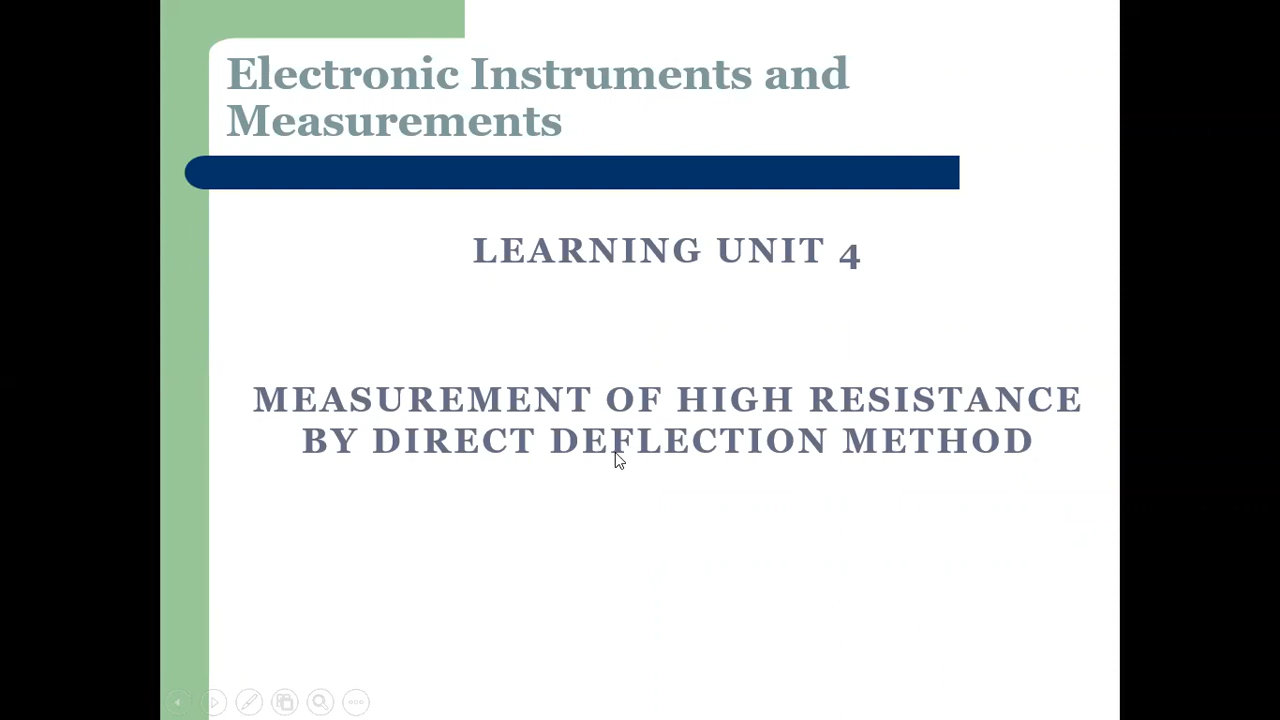 Electronic Instruments and
Measurements
LEARNING UNIT 4
MEASUREMENT OF HIGH RESISTANCE
BY DIRECT DEFLECTION METHOD